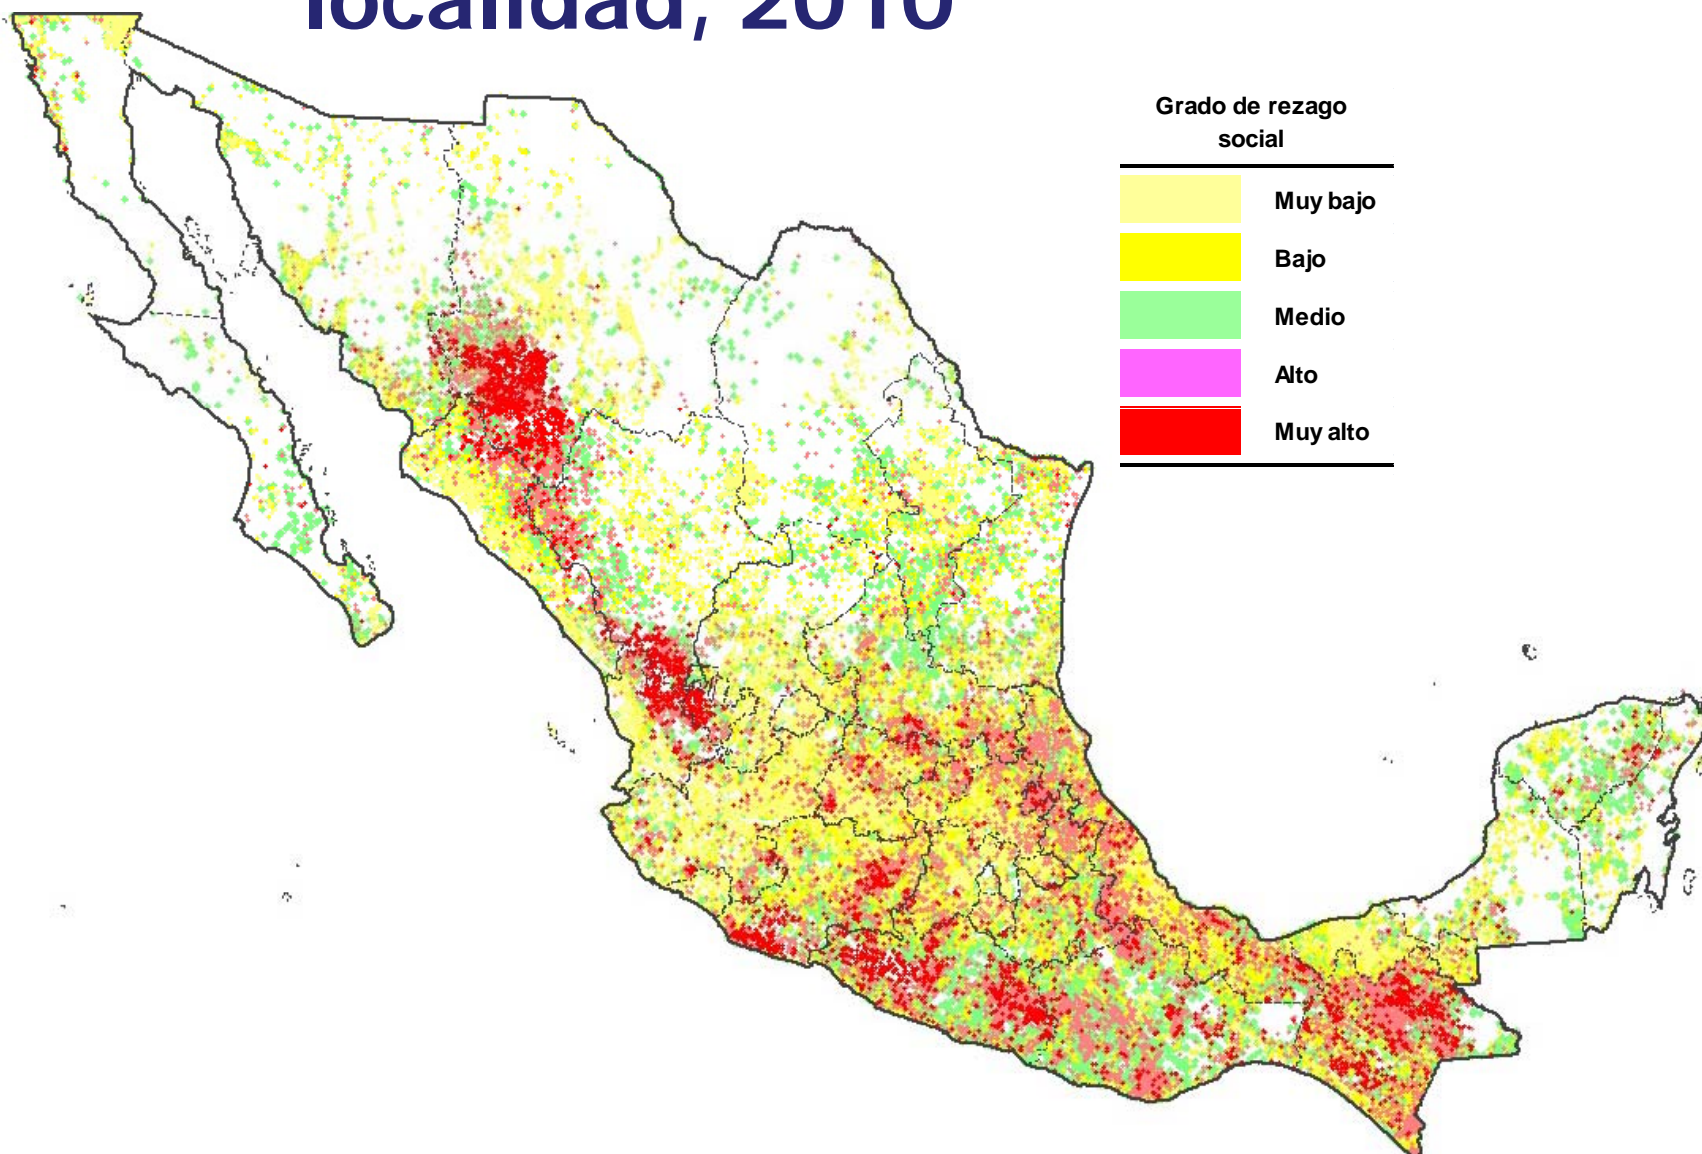 localidad, 2010
Grado de rezago
social
Muy bajo
Bajo
Medio
Alto
Muy alto